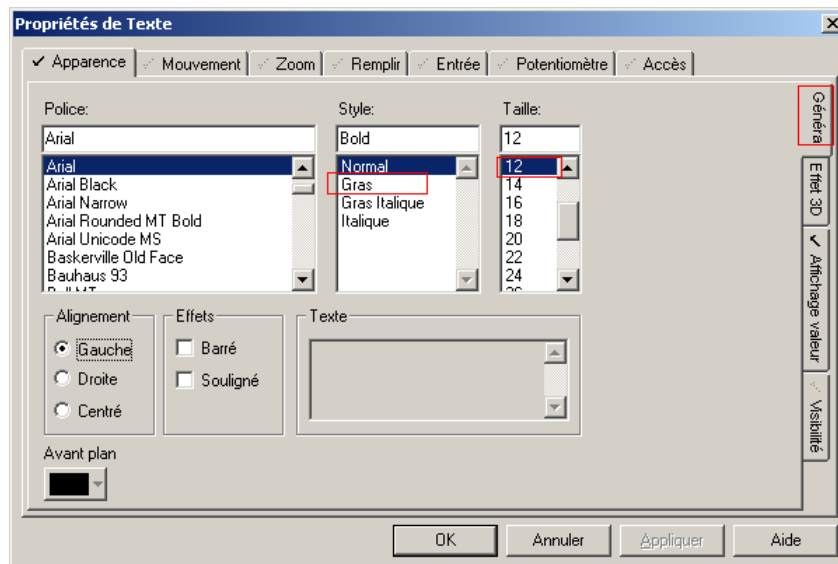 Propriétés de Texte
Apparence Mouvement Zoom Remplir Entrée Potentiomètre Accès
Police: Style: Taille:
Arial Bold 12
Arial Normal 12
Arial Black Gras 14
Arial Narrow Gras Italique 16
Arial Rounded MT Bold Italique 18
Arial Unicode MS 20
Baskerville Old Face 22
Bauhaus 93 24
Alignement Effets Texte
Gauche Barré
Droite Souligné
Centré
Avant plan
Généra
Effet 3D
Affichage valeur
Visibilité
OK Annuler Appliquer Aide